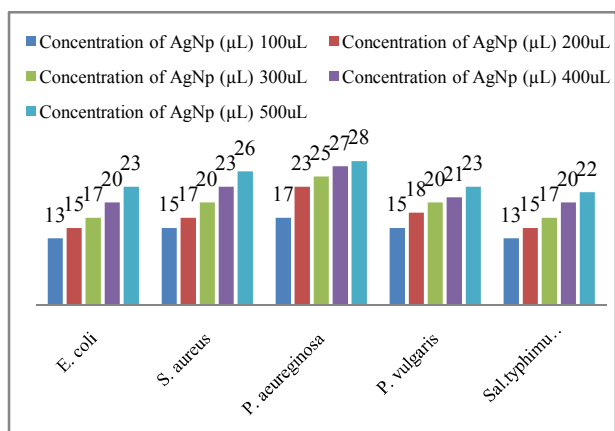 Concentration of AgNp (µL) 100uL Concentration of AgNp (µL) 200uL
Concentration of AgNp (µL) 300uL Concentration of AgNp (µL) 400uL
Concentration of AgNp (µL) 500uL
13 15 17 20 23
15 17 20 23 26
17 23 25 27 28
15 18 20 21 23
13 15 17 20 22
E. coli
S. aureus
P. aeureginosa
P. vulgaris
Sal.typhimu..